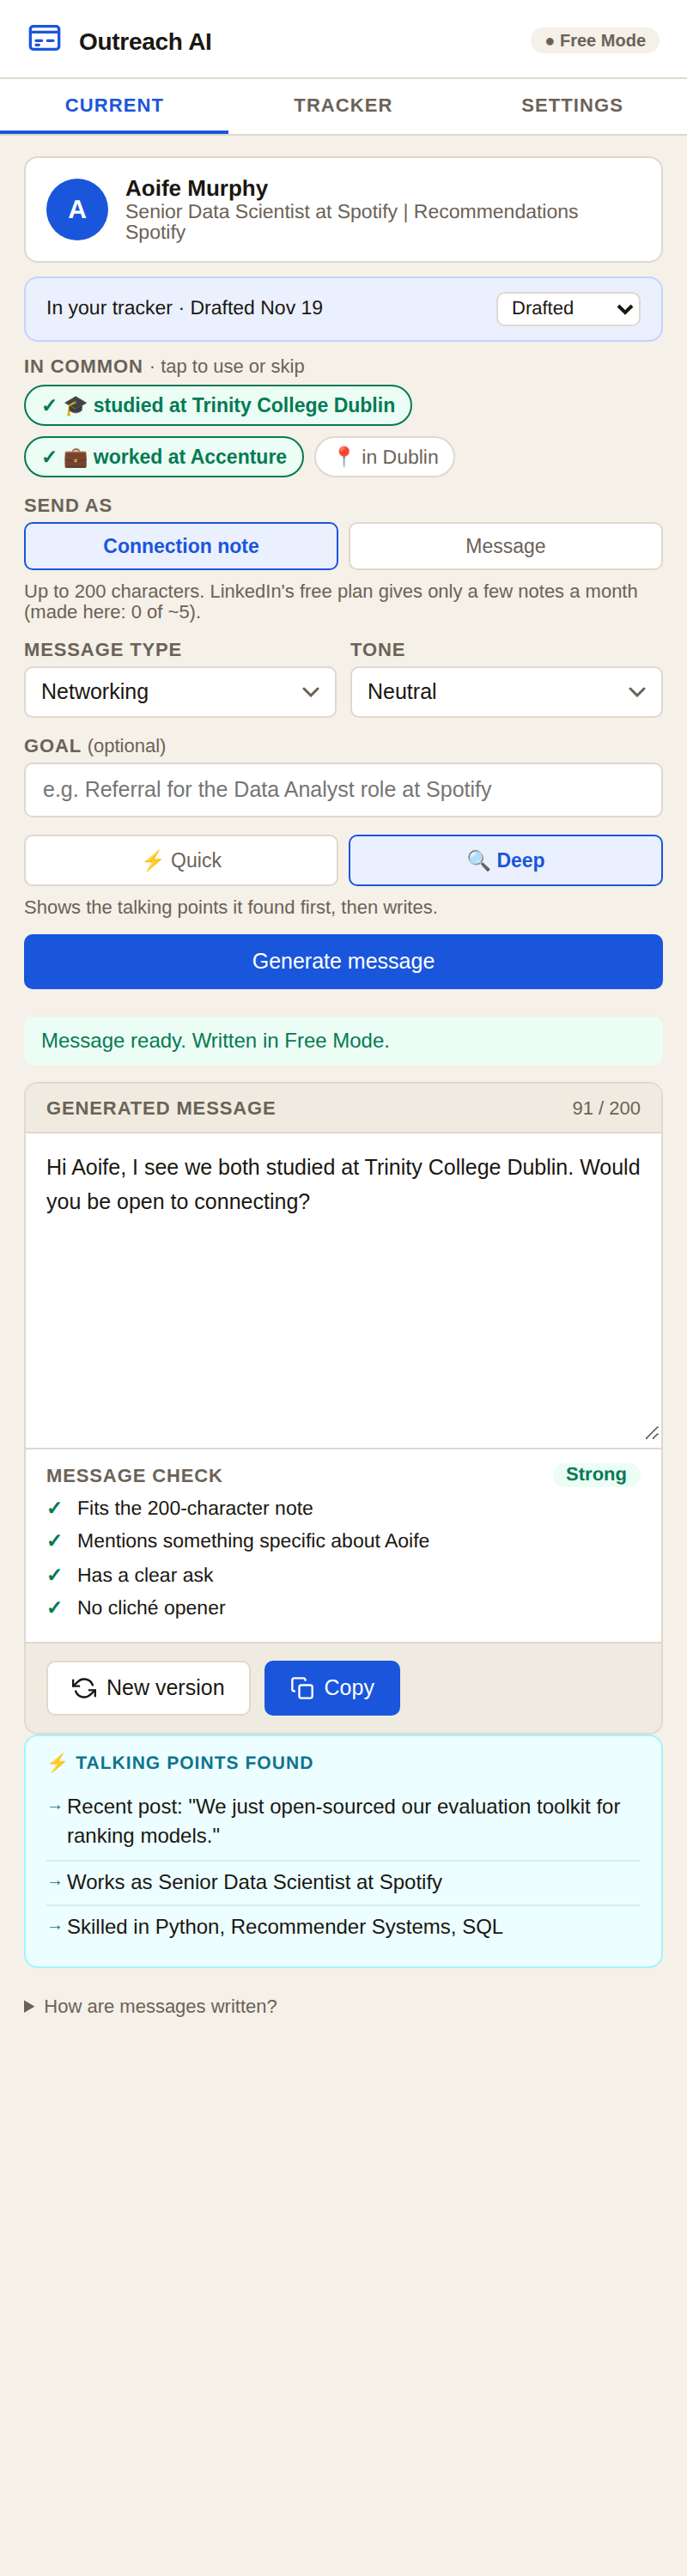 Outreach AI
● Free Mode
CURRENT
TRACKER
SETTINGS
A
Aoife Murphy
Senior Data Scientist at Spotify | Recommendations
Spotify
In your tracker · Drafted Nov 19
Drafted
IN COMMON · tap to use or skip
✓ 🎓 studied at Trinity College Dublin
✓ 💼 worked at Accenture
📍 in Dublin
SEND AS
Connection note
Message
Up to 200 characters. LinkedIn's free plan gives only a few notes a month
(made here: 0 of ~5).
MESSAGE TYPE
TONE
Networking
Neutral
GOAL (optional)
e.g. Referral for the Data Analyst role at Spotify
⚡ Quick
🔍 Deep
Shows the talking points it found first, then writes.
Generate message
Message ready. Written in Free Mode.
GENERATED MESSAGE
91 / 200
Hi Aoife, I see we both studied at Trinity College Dublin. Would
you be open to connecting?
MESSAGE CHECK
Strong
✓ Fits the 200-character note
✓ Mentions something specific about Aoife
✓ Has a clear ask
✓ No cliché opener
New version
Copy
⚡ TALKING POINTS FOUND
→ Recent post: "We just open-sourced our evaluation toolkit for
ranking models."
→ Works as Senior Data Scientist at Spotify
→ Skilled in Python, Recommender Systems, SQL
▶ How are messages written?